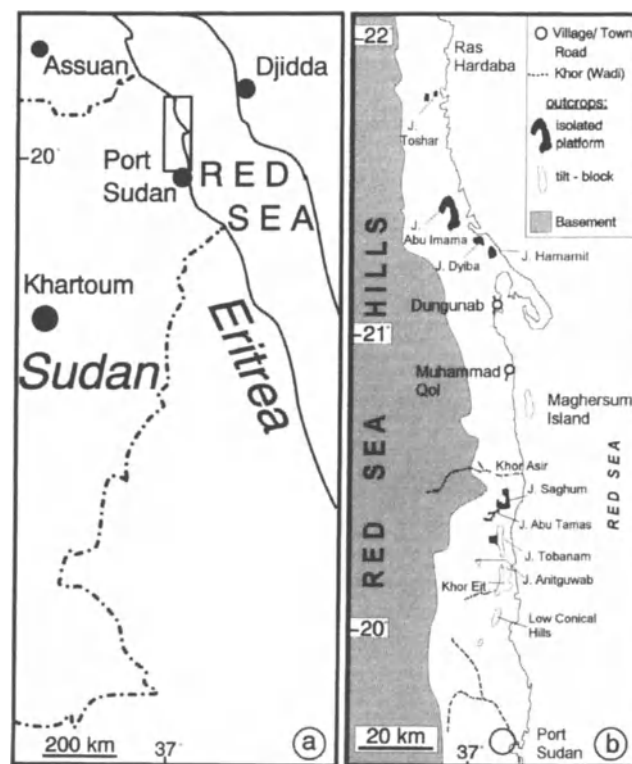 Assuan
Djidda
20°
Port
Sudan
RED
SEA
Khartoum
Sudan
Eritrea
200 km
37°
a
22
Ras
Hardaba
J.
Toshar
J.
Abu Imama
J. Dyiba
J. Hamamit
Dungunab
21
Muhammad
Qol
Maghersum
Island
RED SEA HILLS
RED SEA
Khor Asir
J. Saghum
J. Abu Tamas
J. Tobanam
J. Anitguwab
Khor Eit
Low Conical
Hills
20
20 km
37°
Port
Sudan
b
Village/ Town
Road
Khor (Wadi)
outcrops:
isolated
platform
tilt - block
Basement